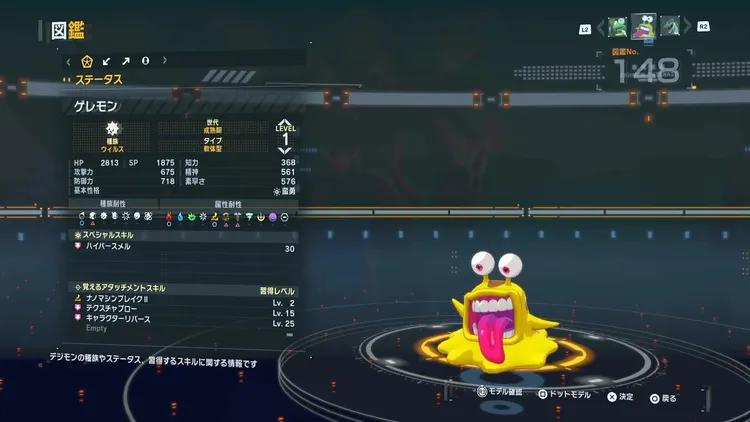 図鑑
L2
R2
図鑑No.
148
ステータス
ゲレモン
種族
ウイルス
世代
成熟期
タイプ
軟体型
LEVEL
1
HP 2813 SP 1875 知力 368
攻撃力 675 精神 561
防御力 718 素早さ 576
基本性格 蛮勇
種族耐性 属性耐性
スペシャルスキル
ハイパースメル 30
覚えるアタッチメントスキル 習得レベル
ナノマシンブレイクⅡ Lv. 2
テクスチャブロー Lv. 15
キャラクターリバース Lv. 25
Empty
デジモンの種族やステータス、習得するスキルに関する情報です
R3 モデル確認 ドットモデル 決定 戻る